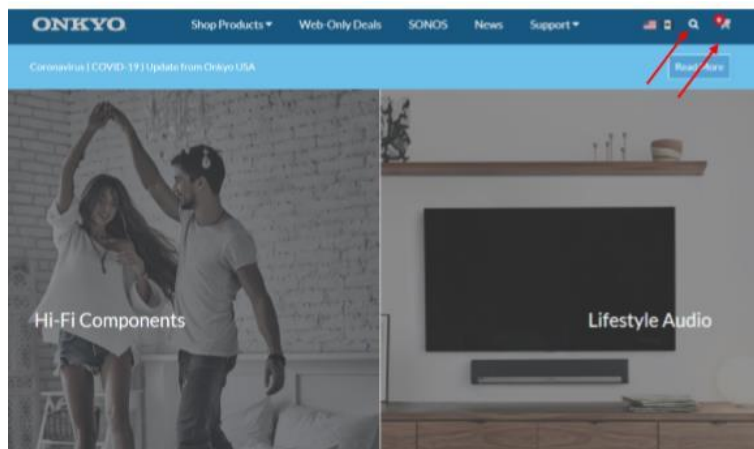 ONKYO Shop Products Web-Only Deals SONOS News Support
Coronavirus | COVID-19 | Update from Onkyo USA Read More
Hi-Fi Components Lifestyle Audio